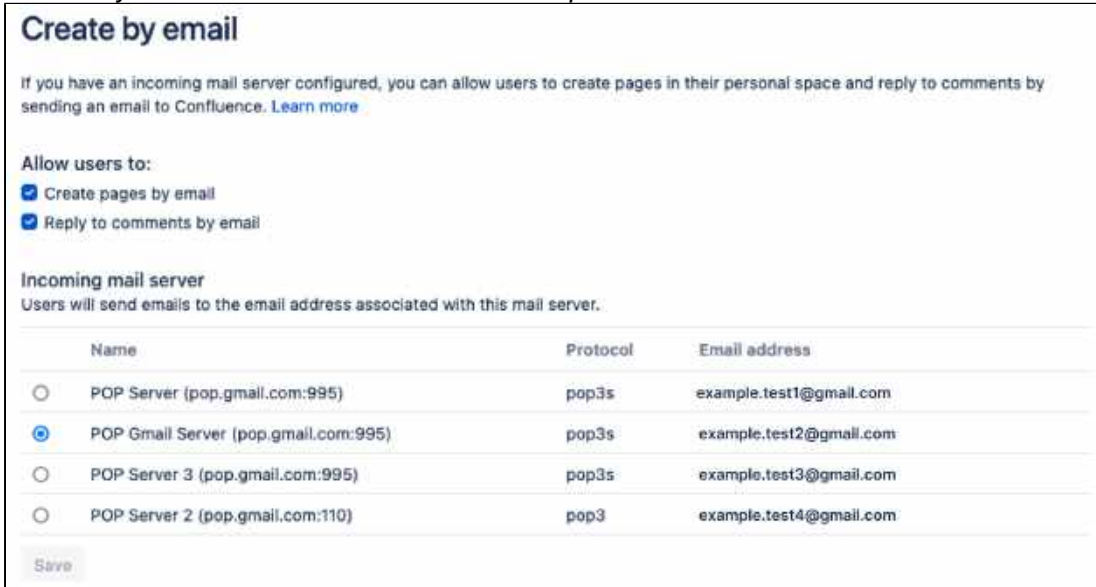 Create by email
If you have an incoming mail server configured, you can allow users to create pages in their personal space and reply to comments by
sending an email to Confluence. Learn more
Allow users to:
Create pages by email
Reply to comments by email
Incoming mail server
Users will send emails to the email address associated with this mail server.
Name Protocol Email address
POP Server (pop.gmail.com:995) pop3s example.test1@gmail.com
POP Gmail Server (pop.gmail.com:995) pop3s example.test2@gmail.com
POP Server 3 (pop.gmail.com:995) pop3s example.test3@gmail.com
POP Server 2 (pop.gmail.com:110) pop3 example.test4@gmail.com
Save